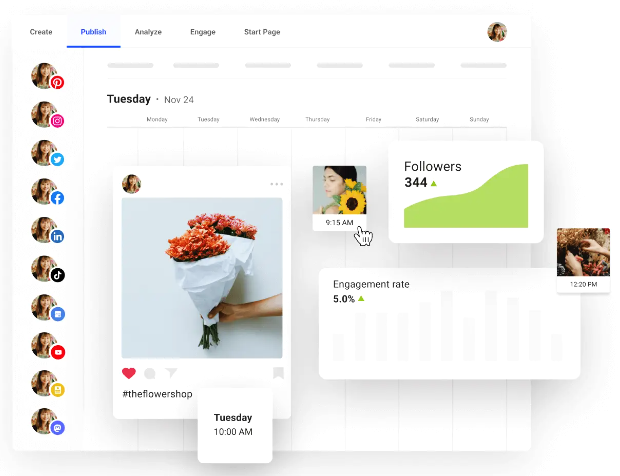 Create Publish Analyze Engage Start Page
Tuesday · Nov 24
Monday Tuesday Wednesday Thursday Friday Saturday Sunday
Followers
344
9:15 AM
12:20 PM
Engagement rate
5.0%
#theflowershop
Tuesday
10:00 AM